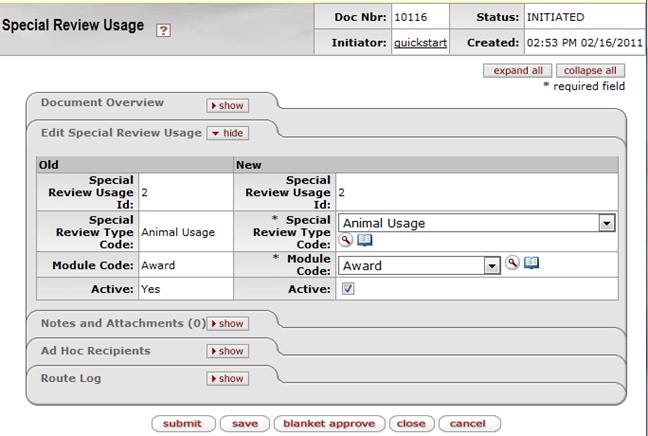 Special Review Usage ?
Doc Nbr: 10116 Status: INITIATED
Initiator: quickstart Created: 02:53 PM 02/16/2011
expand all collapse all
* required field
Document Overview show
Edit Special Review Usage hide
Old New
Special Review Usage Id: 2 Special Review Usage Id: 2
Special Review Type Code: Animal Usage * Special Review Type Code: Animal Usage
Module Code: Award * Module Code: Award
Active: Yes Active:
Notes and Attachments (0) show
Ad Hoc Recipients show
Route Log show
submit save blanket approve close cancel